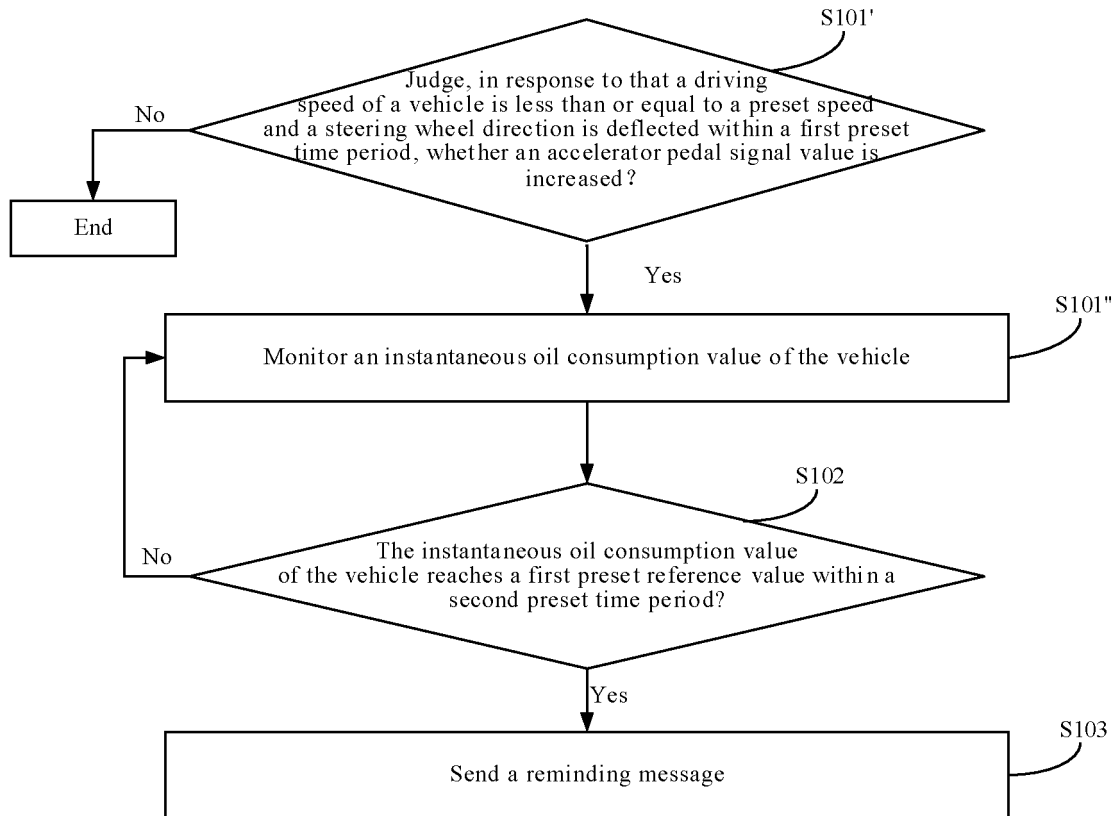 S101'
Judge, in response to that a driving
speed of a vehicle is less than or equal to a preset speed
and a steering wheel direction is deflected within a first preset
time period, whether an accelerator pedal signal value is
increased?
No
End
Yes
S101"
Monitor an instantaneous oil consumption value of the vehicle
S102
No
The instantaneous oil consumption value
of the vehicle reaches a first preset reference value within a
second preset time period?
Yes
S103
Send a reminding message